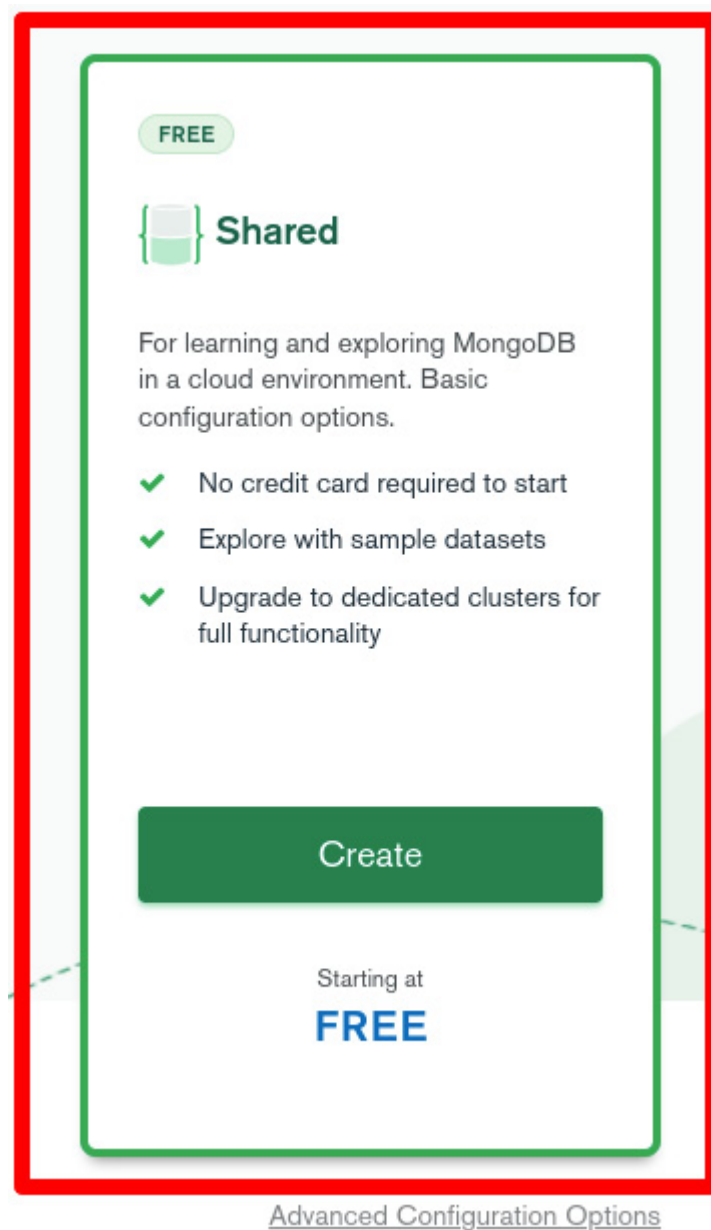 FREE
Shared
For learning and exploring MongoDB
in a cloud environment. Basic
configuration options.
No credit card required to start
Explore with sample datasets
Upgrade to dedicated clusters for
full functionality
Create
Starting at
FREE
Advanced Configuration Options